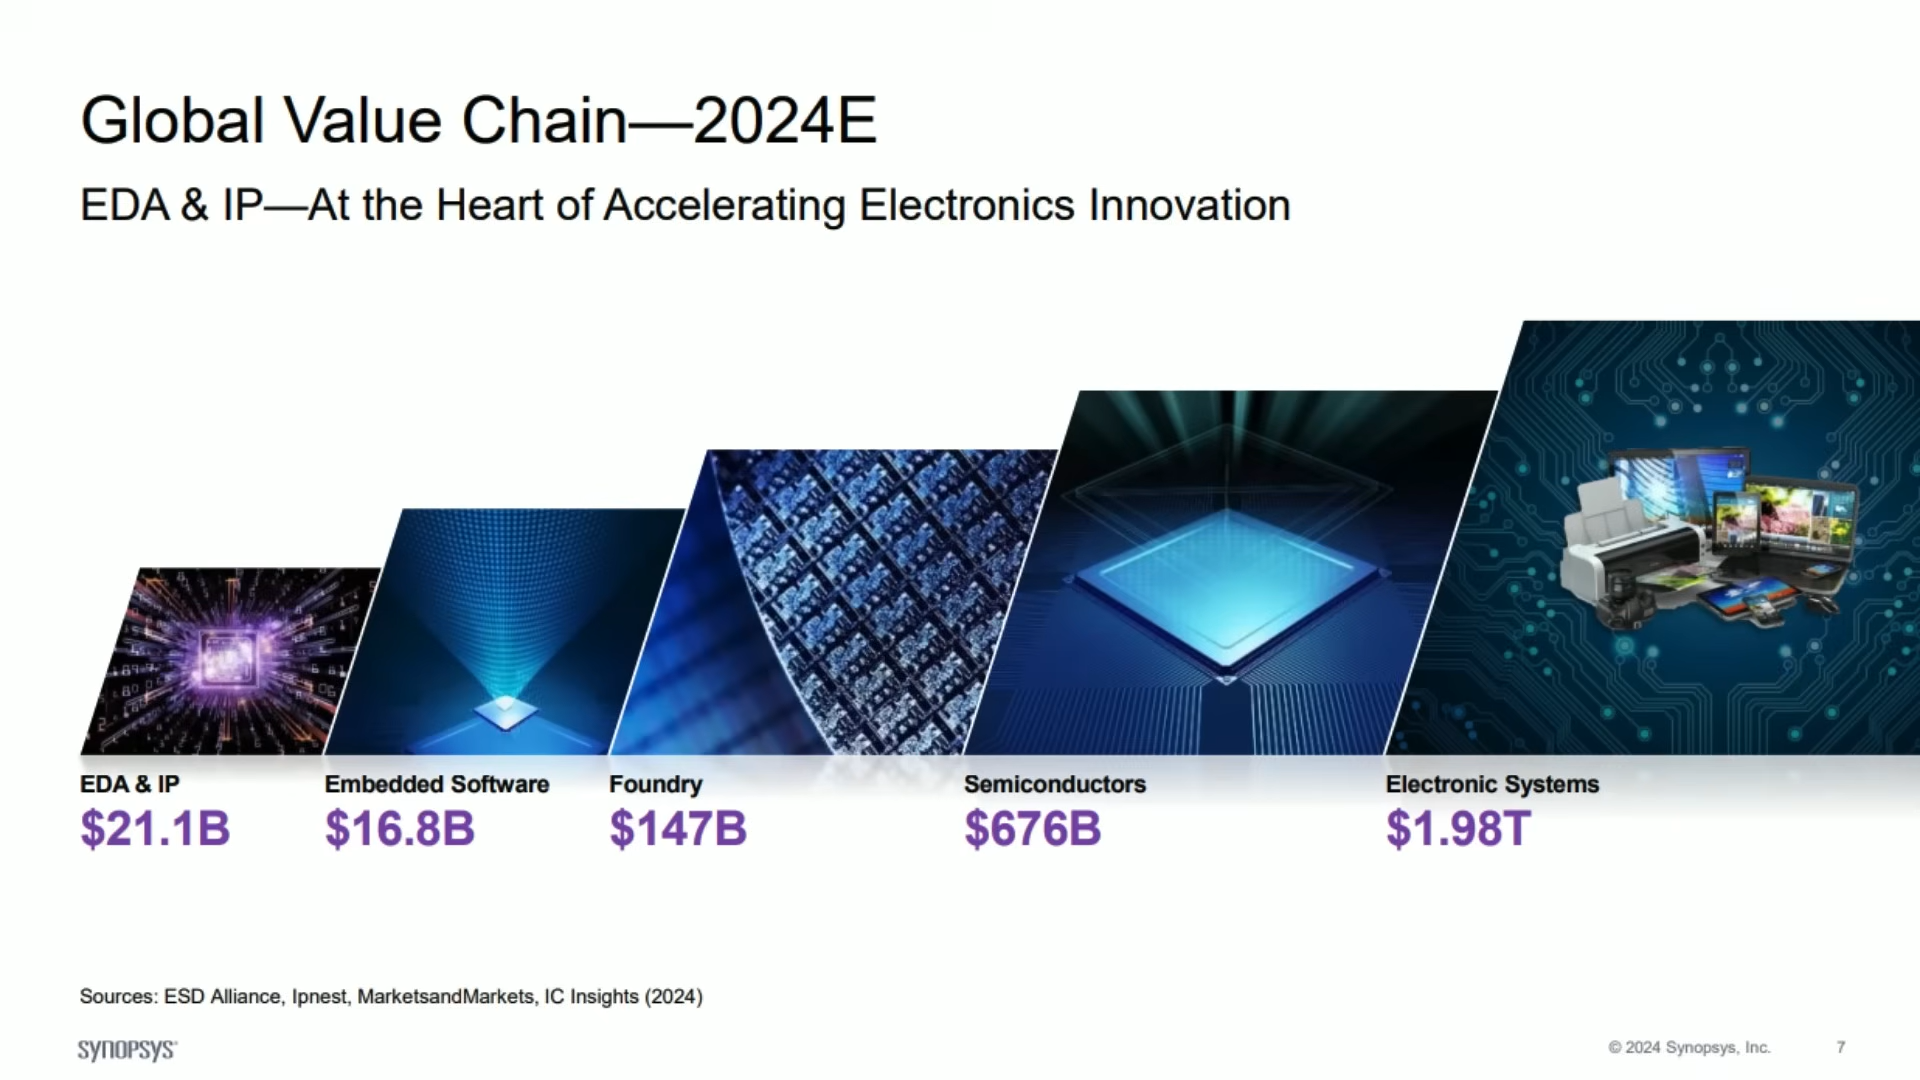 Global Value Chain—2024E
EDA & IP—At the Heart of Accelerating Electronics Innovation
EDA & IP
$21.1B
Embedded Software
$16.8B
Foundry
$147B
Semiconductors
$676B
Electronic Systems
$1.98T
Sources: ESD Alliance, Ipnest, MarketsandMarkets, IC Insights (2024)
SYNOPSYS
© 2024 Synopsys, Inc.
7